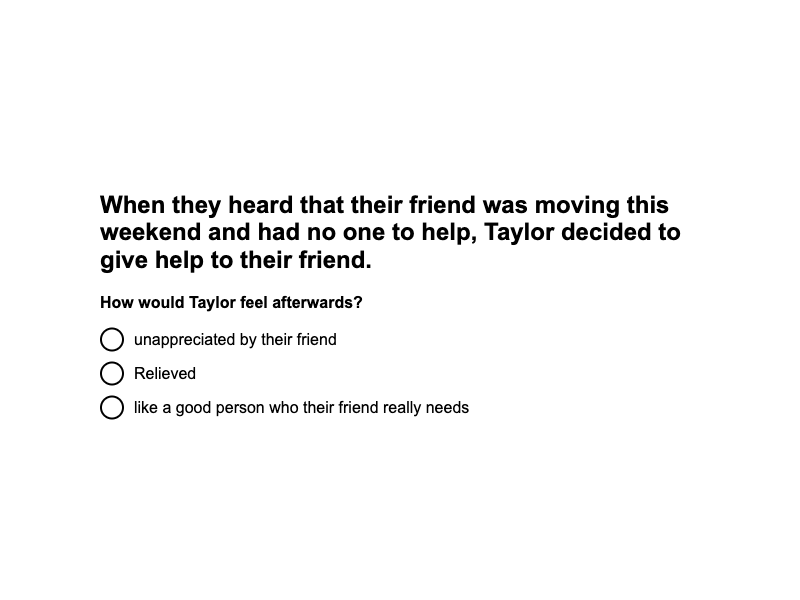 When they heard that their friend was moving this
weekend and had no one to help, Taylor decided to
give help to their friend.
How would Taylor feel afterwards?
unappreciated by their friend
Relieved
like a good person who their friend really needs